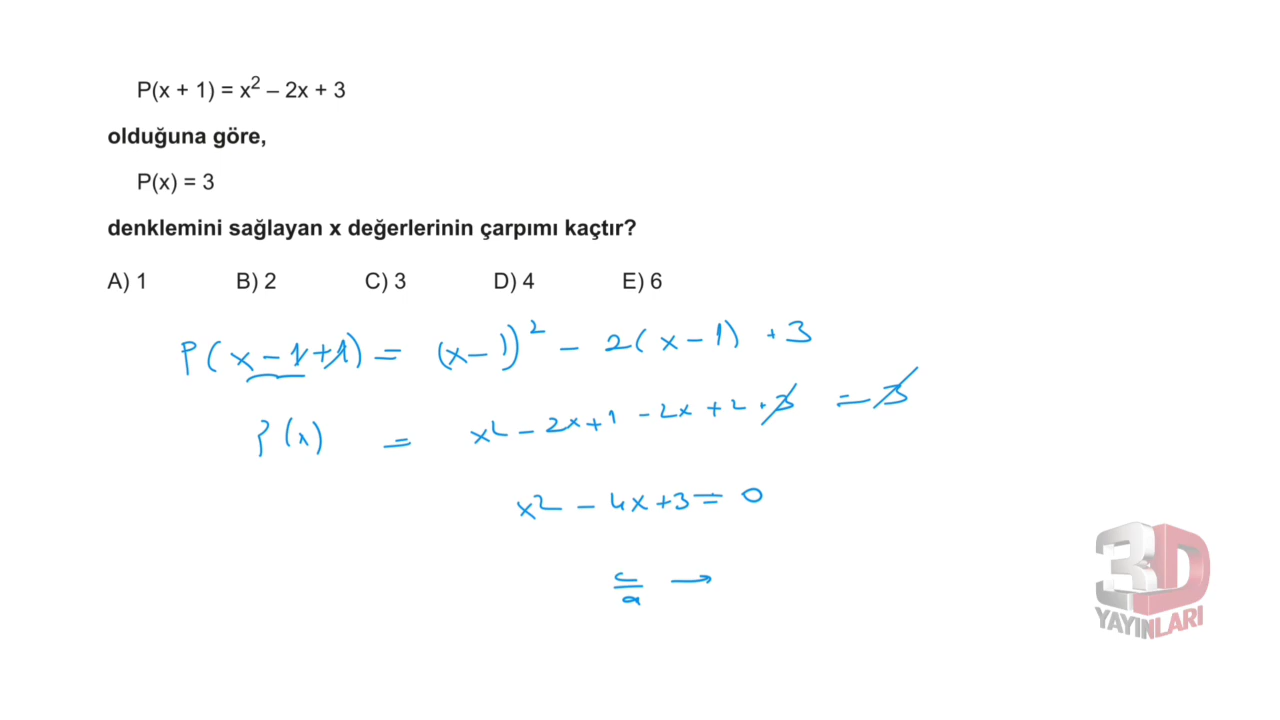 P(x + 1) = x² – 2x + 3
olduğuna göre,
P(x) = 3
denklemini sağlayan x değerlerinin çarpımı kaçtır?
A) 1 B) 2 C) 3 D) 4 E) 6
P(x-1+1) = (x-1))² - 2(x-1) + 3
P(x) = x² - 2x + 1 - 2x + 2 + 3 = 3
x² - 4x + 3 = 0
c/a →
3D
YAYINLARI